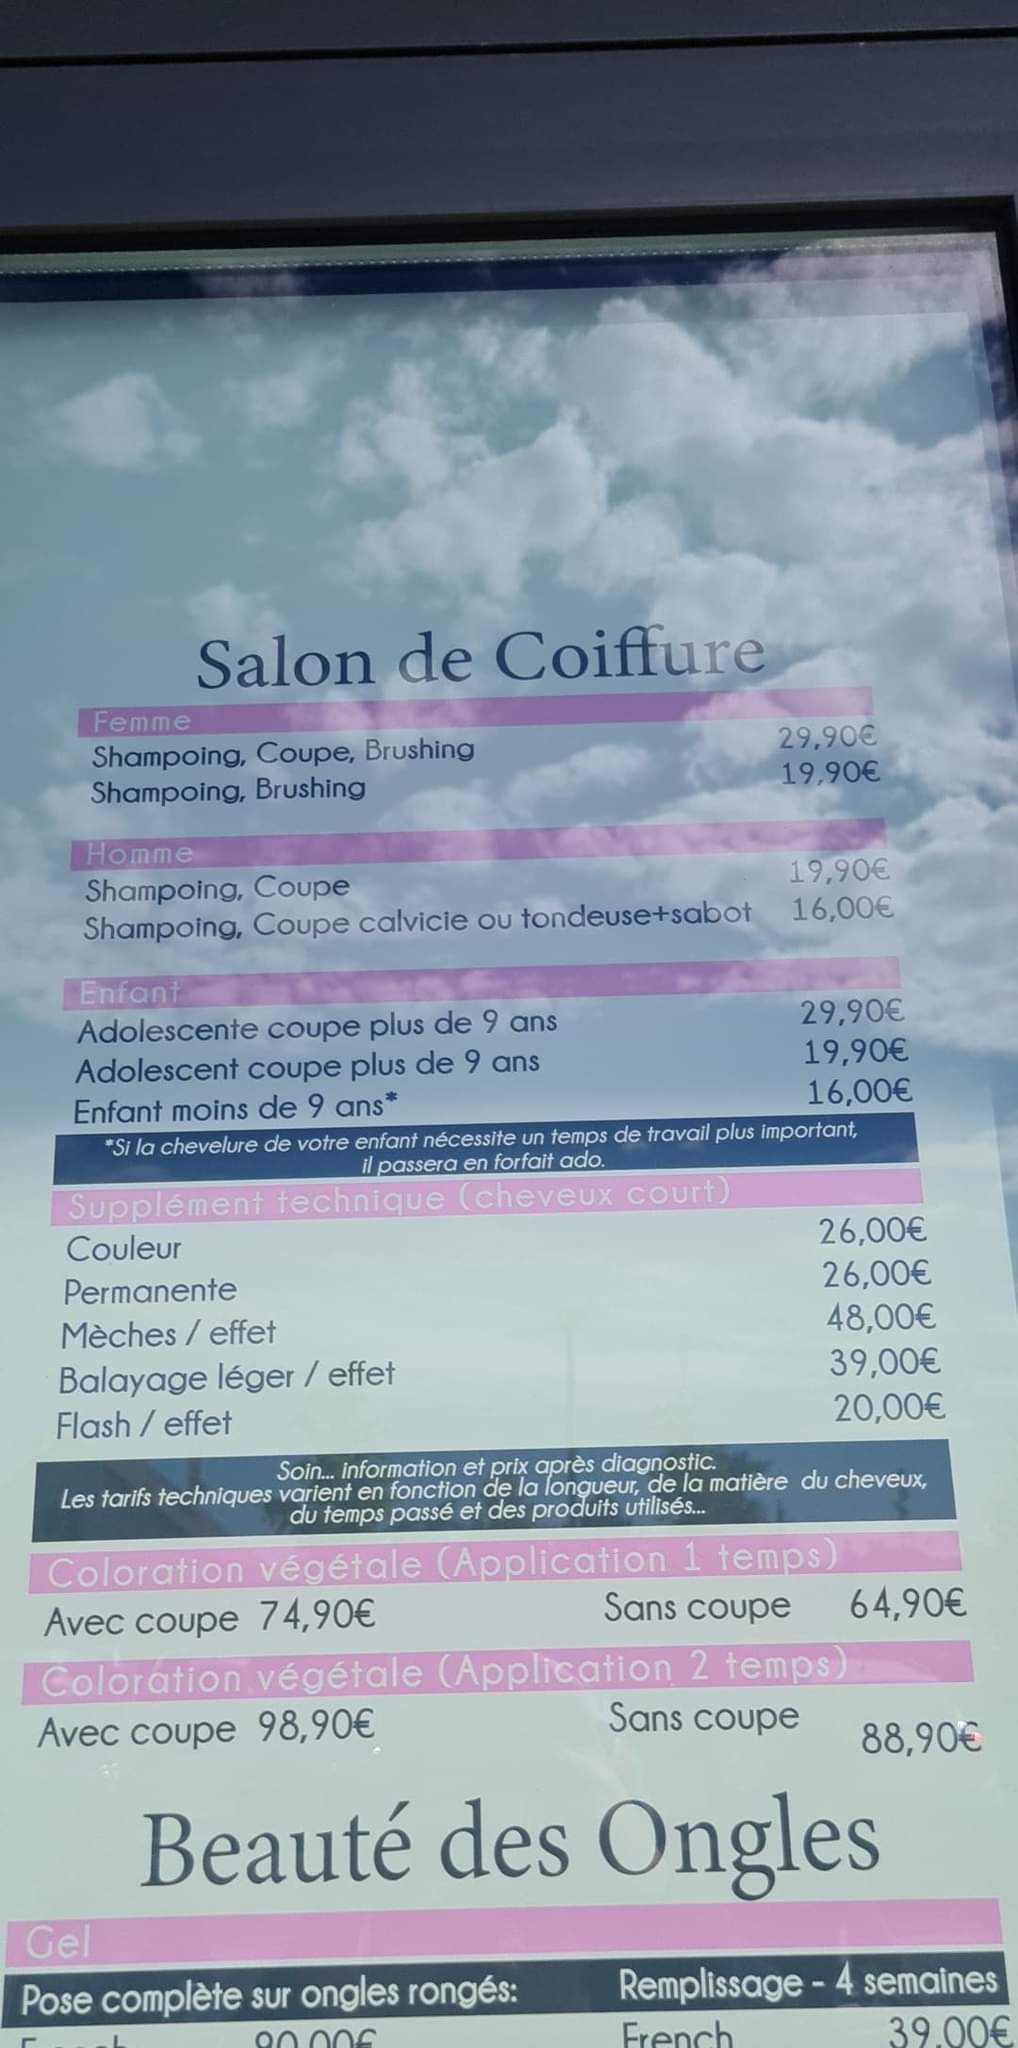 Salon de Coiffure
Femme
Shampoing, Coupe, Brushing 29,90€
Shampoing, Brushing 19,90€
Homme
Shampoing, Coupe 19,90€
Shampoing, Coupe calvicie ou tondeuse+sabot 16,00€
Enfant
Adolescente coupe plus de 9 ans 29,90€
Adolescent coupe plus de 9 ans 19,90€
Enfant moins de 9 ans* 16,00€
*Si la chevelure de votre enfant nécessite un temps de travail plus important,
il passera en forfait ado.
Supplément technique (cheveux court)
Couleur 26,00€
Permanente 26,00€
Mèches / effet 48,00€
Balayage léger / effet 39,00€
Flash / effet 20,00€
Soin... information et prix après diagnostic.
Les tarifs techniques varient en fonction de la longueur, de la matière du cheveux,
du temps passé et des produits utilisés...
Coloration végétale (Application 1 temps)
Avec coupe 74,90€ Sans coupe 64,90€
Coloration végétale (Application 2 temps)
Avec coupe 98,90€ Sans coupe 88,90€
Beauté des Ongles
Gel
Pose complète sur ongles rongés: Remplissage - 4 semaines
French 39,00€